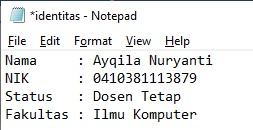 *identitas - Notepad
File Edit Format View Help
Nama : Ayqila Nuryanti
NIK : 0410381113879
Status : Dosen Tetap
Fakultas : Ilmu Komputer